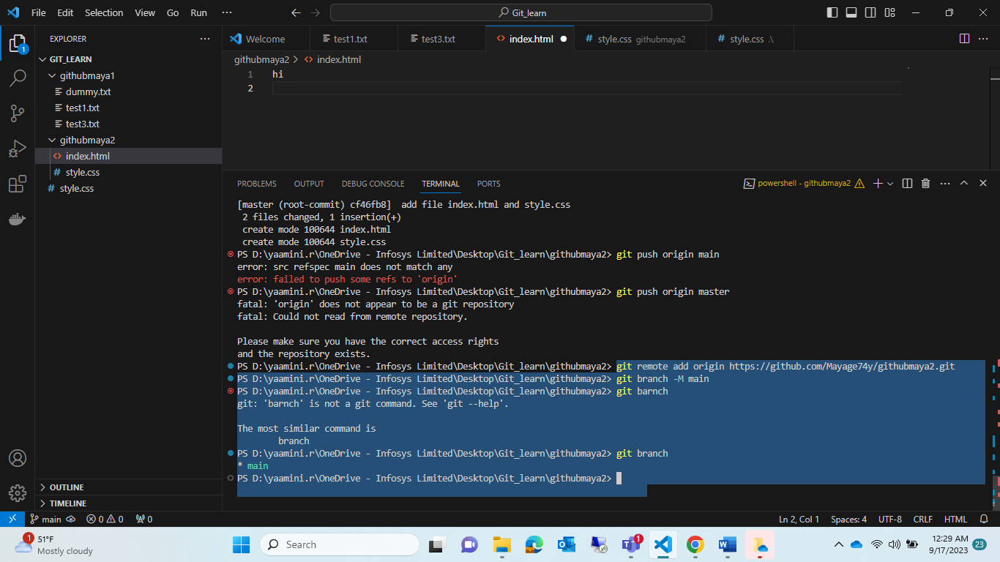 File Edit Selection View Go Run ··· Git_learn
EXPLORER ···
Welcome test1.txt test3.txt index.html style.css githubmaya2 style.css .\ ···
GIT_LEARN
githubmaya1
dummy.txt
test1.txt
test3.txt
githubmaya2
index.html
style.css
style.css
OUTLINE
TIMELINE
1
githubmaya2 > index.html
1 hi
2
PROBLEMS OUTPUT DEBUG CONSOLE TERMINAL PORTS powershell - githubmaya2 ···
[master (root-commit) cf46fb8]  add file index.html and style.css
 2 files changed, 1 insertion(+)
 create mode 100644 index.html
 create mode 100644 style.css
PS D:\yaamini.r\OneDrive - Infosys Limited\Desktop\Git_learn\githubmaya2> git push origin main
error: src refspec main does not match any
error: failed to push some refs to 'origin'
PS D:\yaamini.r\OneDrive - Infosys Limited\Desktop\Git_learn\githubmaya2> git push origin master
fatal: 'origin' does not appear to be a git repository
fatal: Could not read from remote repository.
Please make sure you have the correct access rights
and the repository exists.
PS D:\yaamini.r\OneDrive - Infosys Limited\Desktop\Git_learn\githubmaya2> git remote add origin https://github.com/Mayage74y/githubmaya2.git
PS D:\yaamini.r\OneDrive - Infosys Limited\Desktop\Git_learn\githubmaya2> git branch -M main
PS D:\yaamini.r\OneDrive - Infosys Limited\Desktop\Git_learn\githubmaya2> git barnch
git: 'barnch' is not a git command. See 'git --help'.
The most similar command is
        branch
PS D:\yaamini.r\OneDrive - Infosys Limited\Desktop\Git_learn\githubmaya2> git branch
* main
PS D:\yaamini.r\OneDrive - Infosys Limited\Desktop\Git_learn\githubmaya2>
main 0 0 0 Ln 2, Col 1 Spaces: 4 UTF-8 CRLF HTML
1 51°F
Mostly cloudy
Search
1
12:29 AM
9/17/2023
23